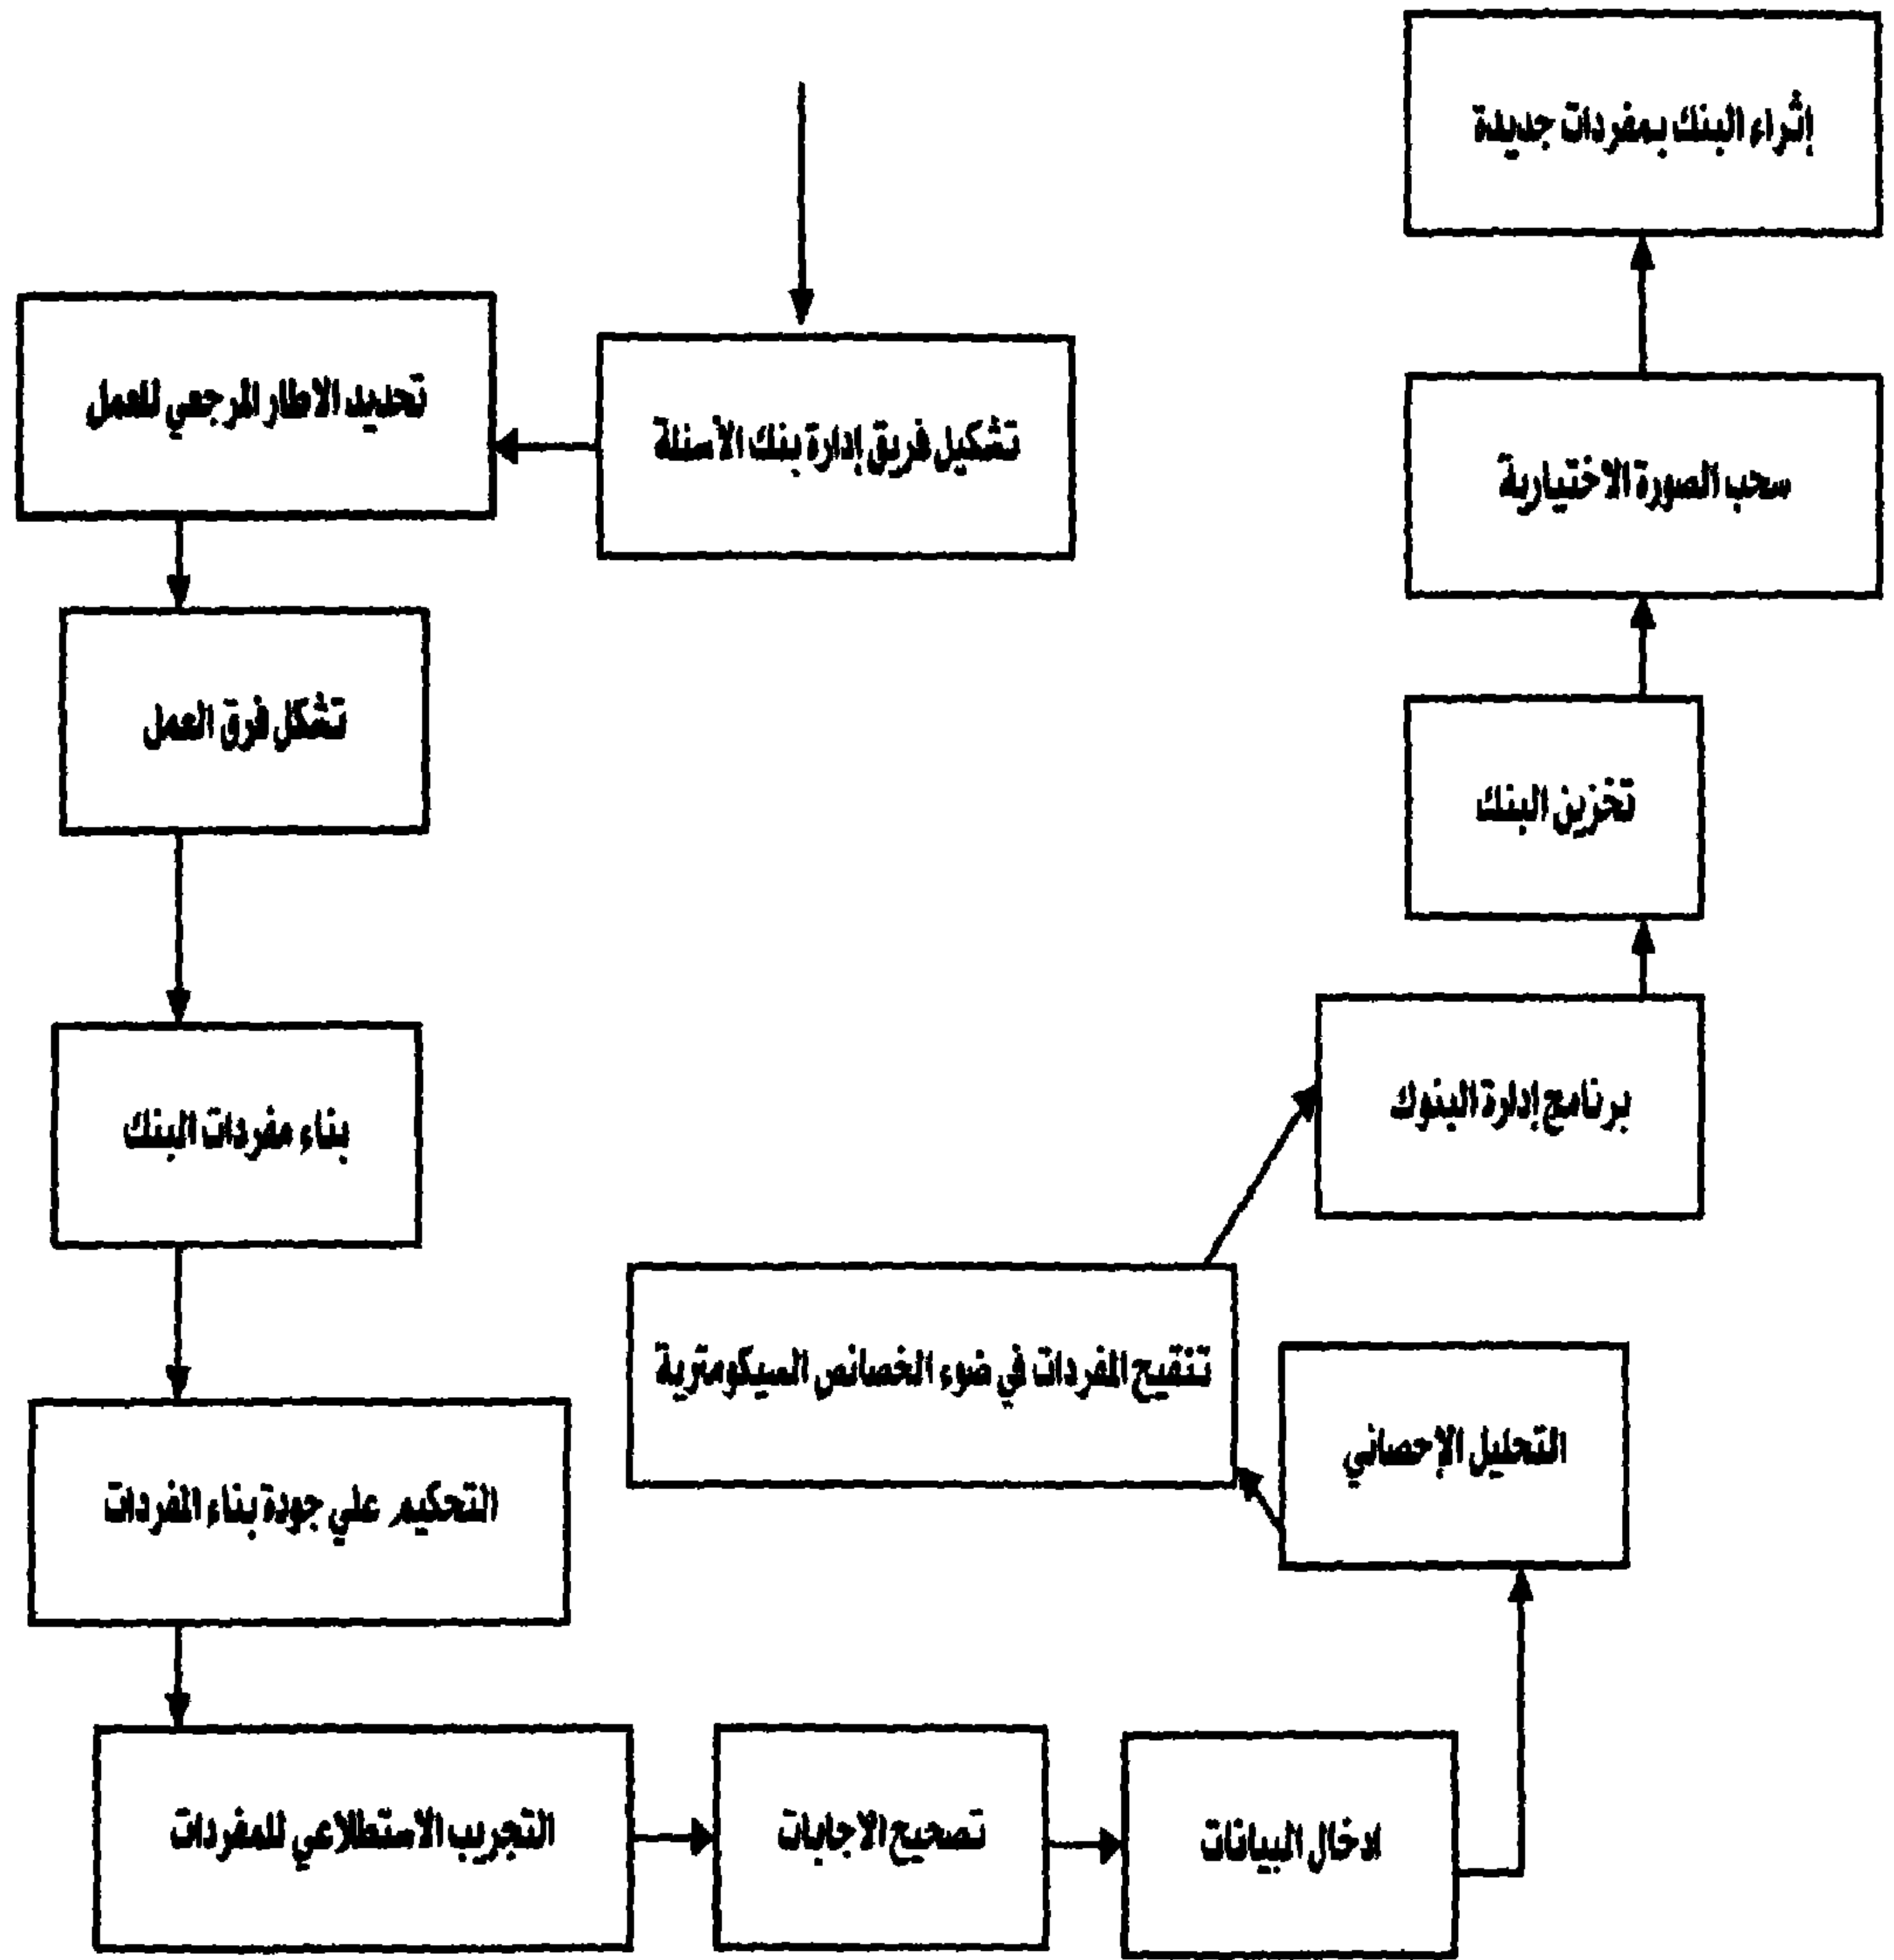 تشكيل فريق إدارة بنك الأسئلة
تحديد الاطار المرجعي للعمل
تشكل فرق العمل
بناء مفردات البنك
التحكيم علي جودة بناء المفردات
التجريب الاستطلاعي للمفردات
تصحيح الاجابات
ادخال البيانات
التحليل الإحصائي
تنقيح المفردات في ضوء الخصائص السيكومترية
برنامج إدارة البنوك
تخزين البنك
سحب الصورة الاختيارية
إثراء البنك بمفردات جديدة